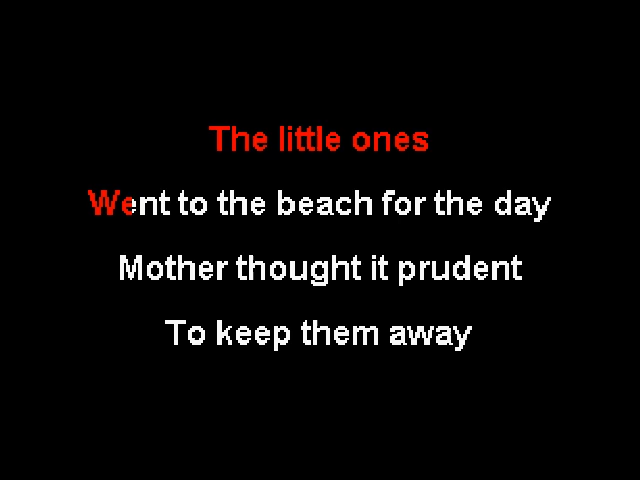 The little ones
Went to the beach for the day
Mother thought it prudent
To keep them away